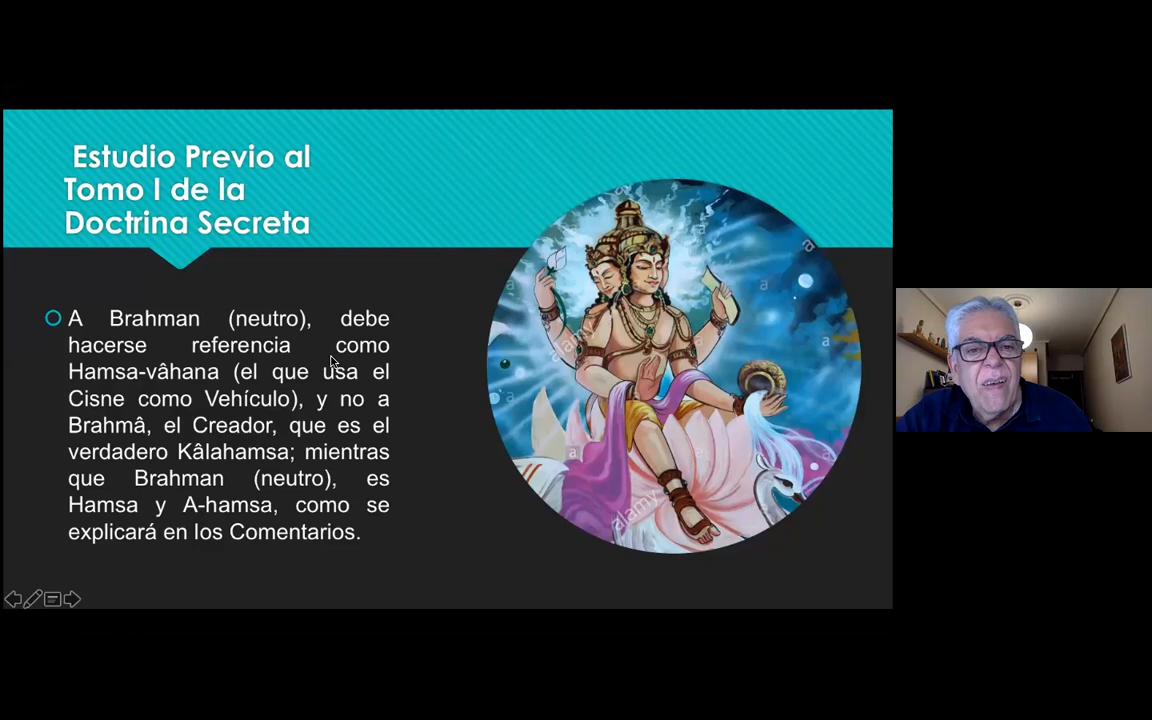 Estudio Previo al
Tomo I de la
Doctrina Secreta
A Brahman (neutro), debe
hacerse referencia como
Hamsa-vâhana (el que usa el
Cisne como Vehículo), y no a
Brahmâ, el Creador, que es el
verdadero Kâlahamsa; mientras
que Brahman (neutro), es
Hamsa y A-hamsa, como se
explicará en los Comentarios.
alamy
a
a
a
a
a
alamy